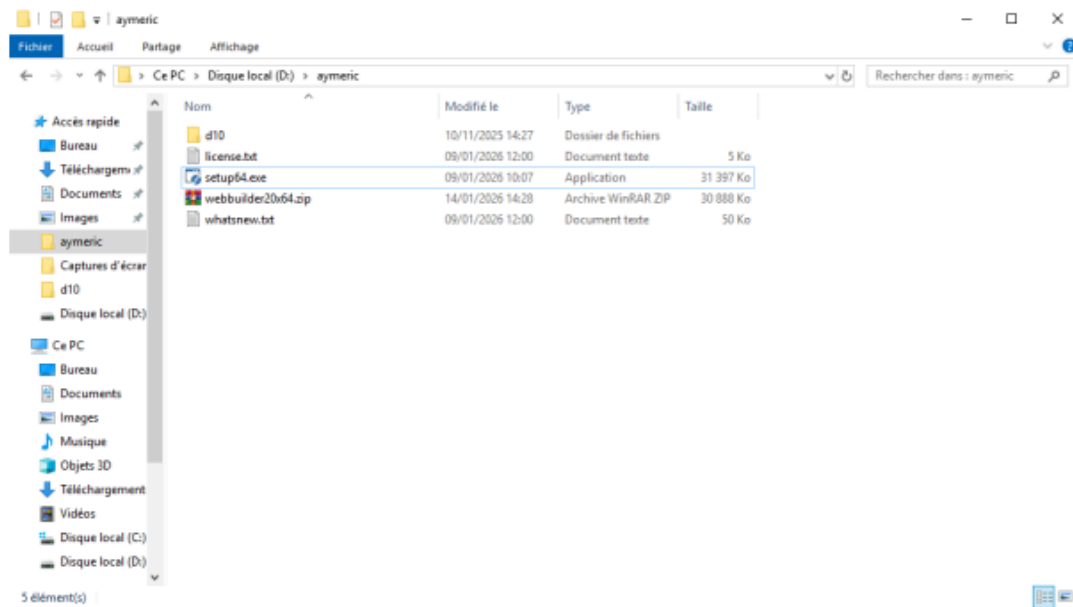 aymeric
Fichier Accueil Partage Affichage
Ce PC > Disque local (D:) > aymeric Rechercher dans : aymeric
Nom Modifié le Type Taille
d10 10/11/2025 14:27 Dossier de fichiers
license.txt 09/01/2026 12:00 Document texte 5 Ko
setup64.exe 09/01/2026 10:07 Application 31 397 Ko
webbuilder20x64.zip 14/01/2026 14:28 Archive WinRAR ZIP 30 888 Ko
whatsnew.txt 09/01/2026 12:00 Document texte 50 Ko
Accès rapide
Bureau
Téléchargem
Documents
Images
aymeric
Captures d'écrar
d10
Disque local (D:)
Ce PC
Bureau
Documents
Images
Musique
Objets 3D
Téléchargement
Vidéos
Disque local (C:)
Disque local (D:)
5 élément(s)